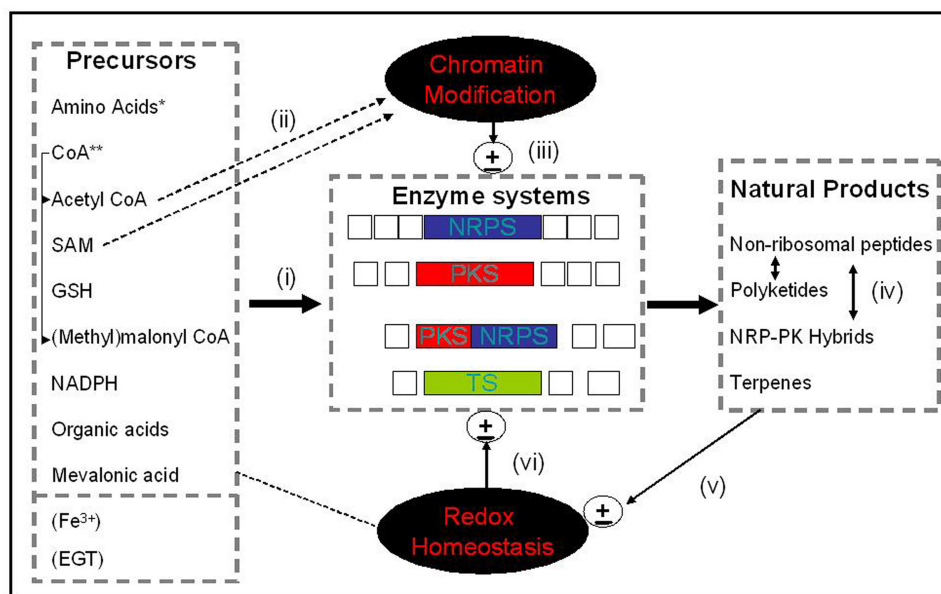 Precursors
Amino Acids*
CoA**
Acetyl CoA
SAM
GSH
(Methyl)malonyl CoA
NADPH
Organic acids
Mevalonic acid
(Fe³⁺)
(EGT)
(i)
(ii)
Chromatin
Modification
±
(iii)
Enzyme systems
NRPS
PKS
PKS NRPS
TS
±
(vi)
Redox
Homeostasis
±
(v)
Natural Products
Non-ribosomal peptides
Polyketides
(iv)
NRP-PK Hybrids
Terpenes